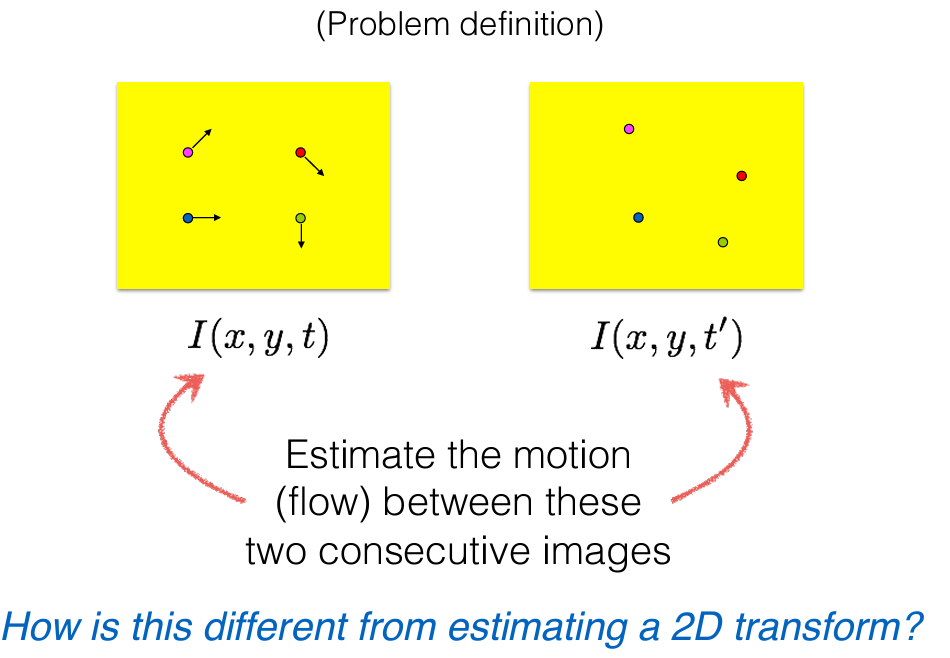 (Problem definition)
I(x, y, t)
I(x, y, t′)
Estimate the motion
(flow) between these
two consecutive images
How is this different from estimating a 2D transform?